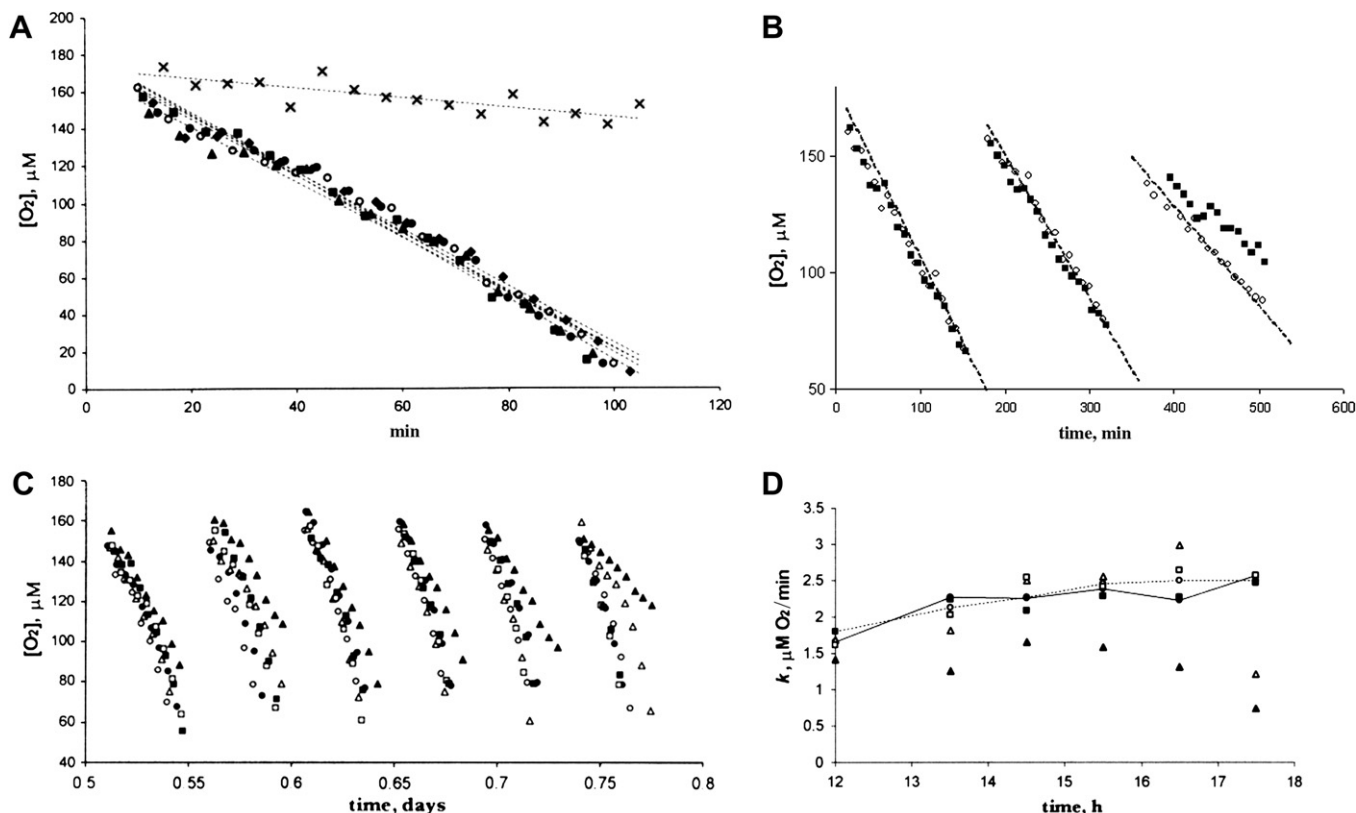 A
200
180
160
140
120
100
80
60
40
20
0
[O₂], μM
0 20 40 60 80 100 120
min
B
150
100
50
[O₂], μM
0 100 200 300 400 500 600
time, min
C
180
160
140
120
100
80
60
40
[O₂], μM
0 5 0.55 0.6 0.65 0.7 0.75 0.8
time, days
D
3.5
3
2.5
2
1.5
1
0.5
0
k, μM O₂/min
12 13 14 15 16 17 18
time, h